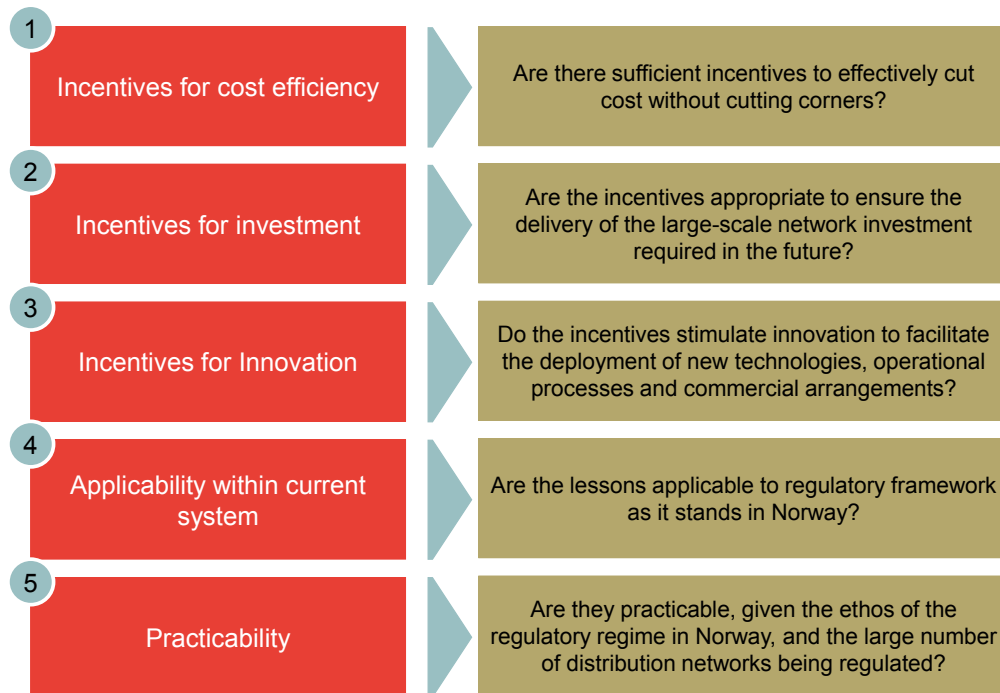 1
Incentives for cost efficiency
Are there sufficient incentives to effectively cut
cost without cutting corners?
2
Incentives for investment
Are the incentives appropriate to ensure the
delivery of the large-scale network investment
required in the future?
3
Incentives for Innovation
Do the incentives stimulate innovation to facilitate
the deployment of new technologies, operational
processes and commercial arrangements?
4
Applicability within current
system
Are the lessons applicable to regulatory framework
as it stands in Norway?
5
Practicability
Are they practicable, given the ethos of the
regulatory regime in Norway, and the large number
of distribution networks being regulated?